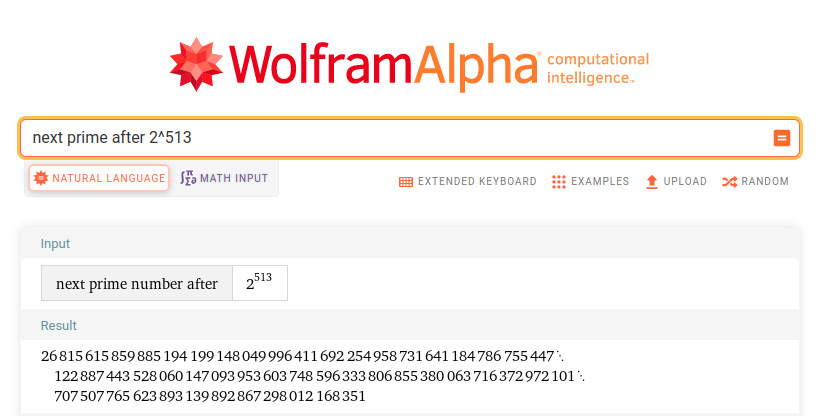 WolframAlpha computational intelligence™
next prime after 2^513
NATURAL LANGUAGE MATH INPUT EXTENDED KEYBOARD EXAMPLES UPLOAD RANDOM
Input
next prime number after 2^513
Result
26 815 615 859 885 194 199 148 049 996 411 692 254 958 731 641 184 786 755 447⋱
122 887 443 528 060 147 093 953 603 748 596 333 806 855 380 063 716 372 972 101⋱
707 507 765 623 893 139 892 867 298 012 168 351